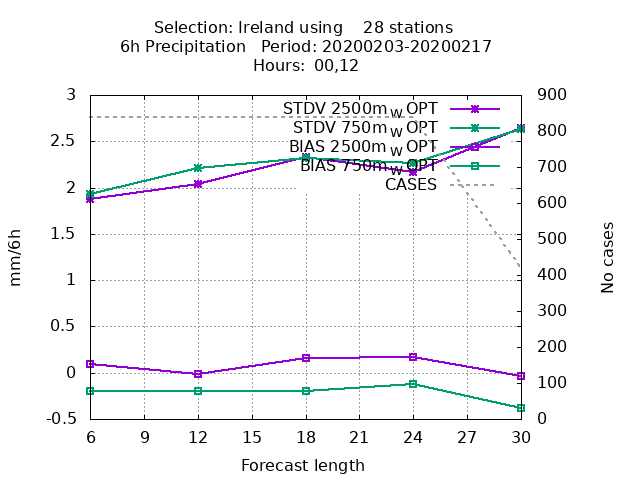 Selection: Ireland using 28 stations
6h Precipitation Period: 20200203-20200217
Hours: 00,12
3
2.5
2
1.5
1
0.5
0
-0.5
mm/6h
STDV 2500m W OPT
STDV 750m W OPT
BIAS 2500m W OPT
BIAS 750m W OPT
CASES
900
800
700
600
500
400
300
200
100
0
No cases
6 9 12 15 18 21 24 27 30
Forecast length